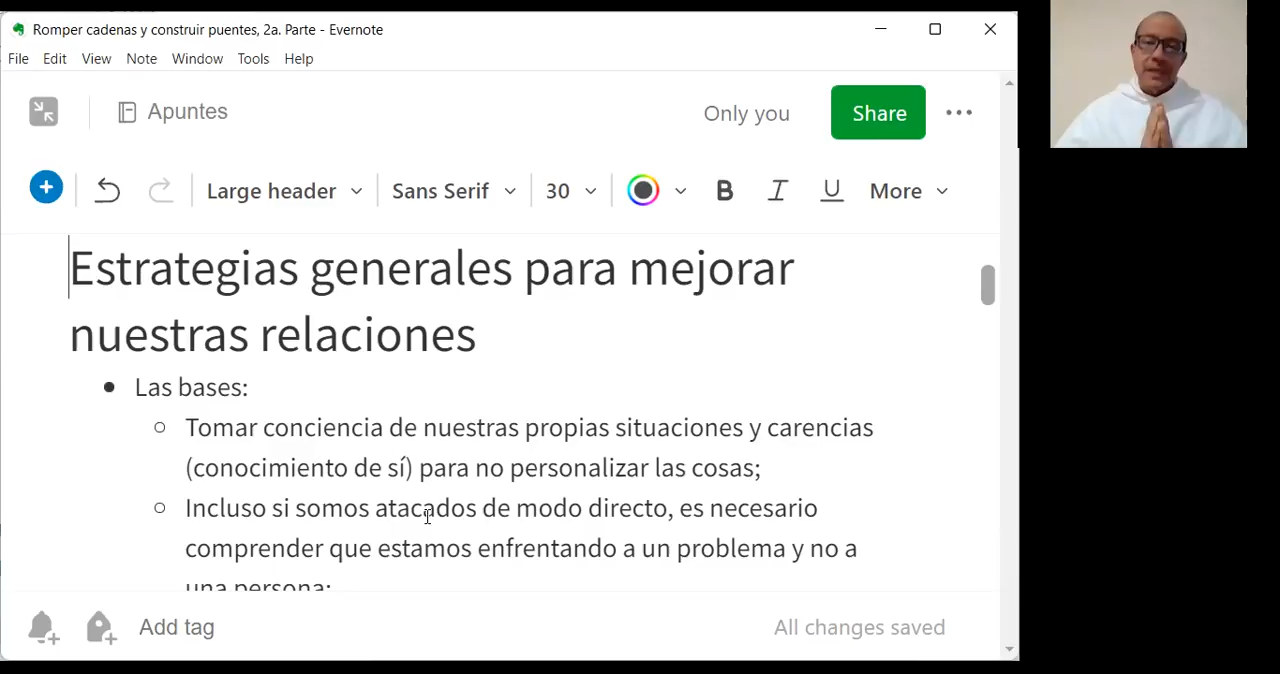 Romper cadenas y construir puentes, 2a. Parte - Evernote
File Edit View Note Window Tools Help
Apuntes
Only you
Share
Large header
Sans Serif
30
B I U
More
Estrategias generales para mejorar
nuestras relaciones
Las bases:
Tomar conciencia de nuestras propias situaciones y carencias
(conocimiento de sí) para no personalizar las cosas;
Incluso si somos atacados de modo directo, es necesario
comprender que estamos enfrentando a un problema y no a
una persona;
Add tag
All changes saved